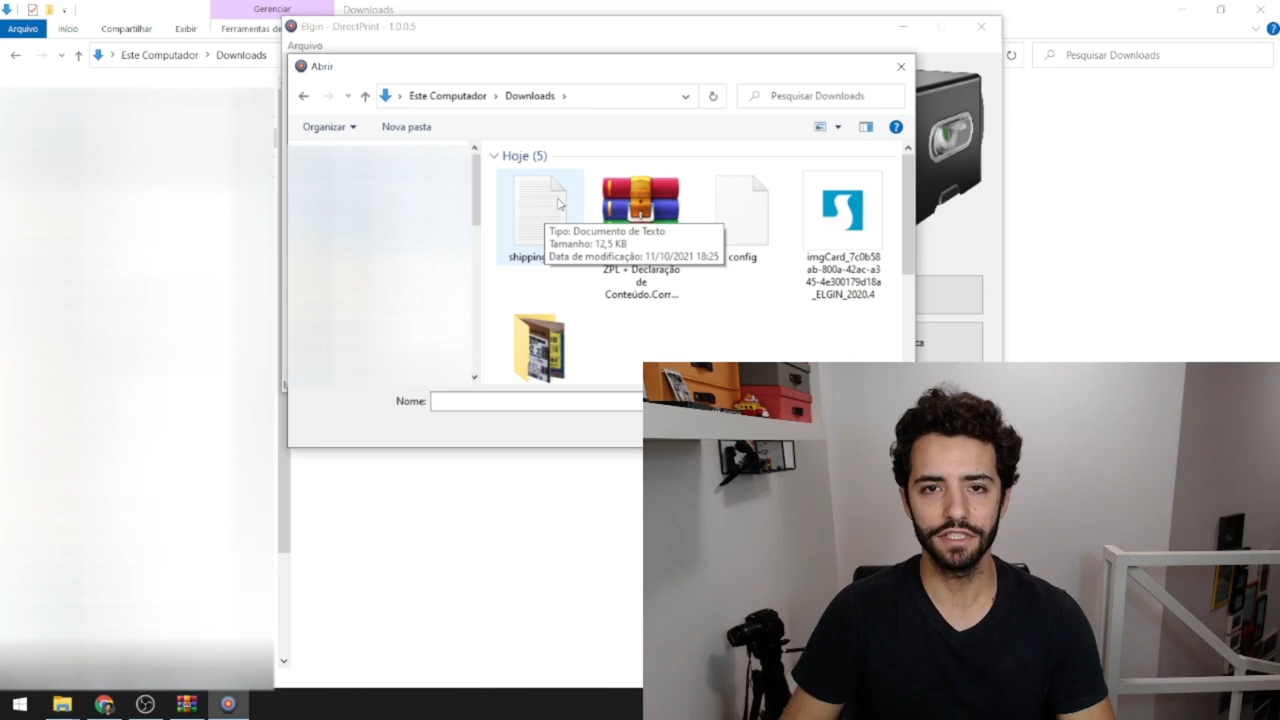 Gerenciar
Downloads
Arquivo
Início
Compartilhar
Exibir
Ferramentas de
Este Computador
Downloads
Pesquisar Downloads
Elgin - DirectPrint - 1.0.0.5
Arquivo
Abrir
Este Computador
Downloads
Pesquisar Downloads
Organizar
Nova pasta
Hoje (5)
Tipo: Documento de Texto
Tamanho: 12,5 KB
Data de modificação: 11/10/2021 18:25
shipping
ZPL + Declaração
de
Conteúdo.Corr...
config
imgCard_7c0b58
ab-800a-42ac-a3
45-4e300179d18a
_ELGIN_2020.4
ca
Nome: